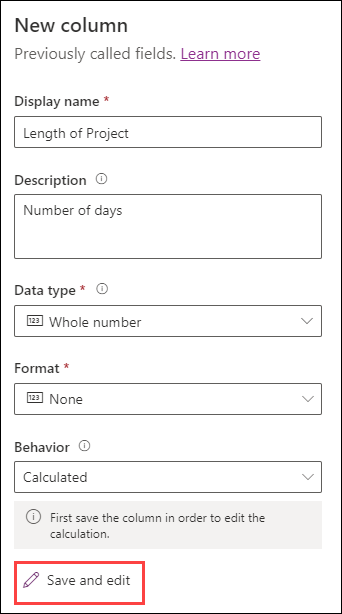 New column
Previously called fields. Learn more
Display name *
Length of Project
Description
Number of days
Data type *
123 Whole number
Format *
123 None
Behavior
Calculated
First save the column in order to edit the
calculation.
Save and edit